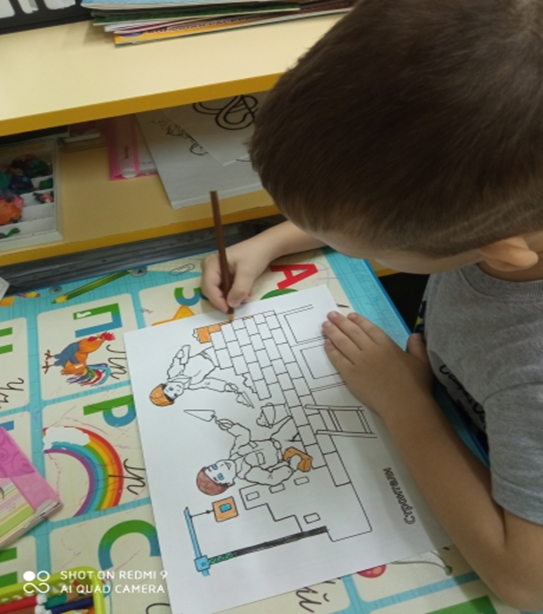 А
З
П
Р
С
Строители
SHOT ON REDMI 9
AI QUAD CAMERA